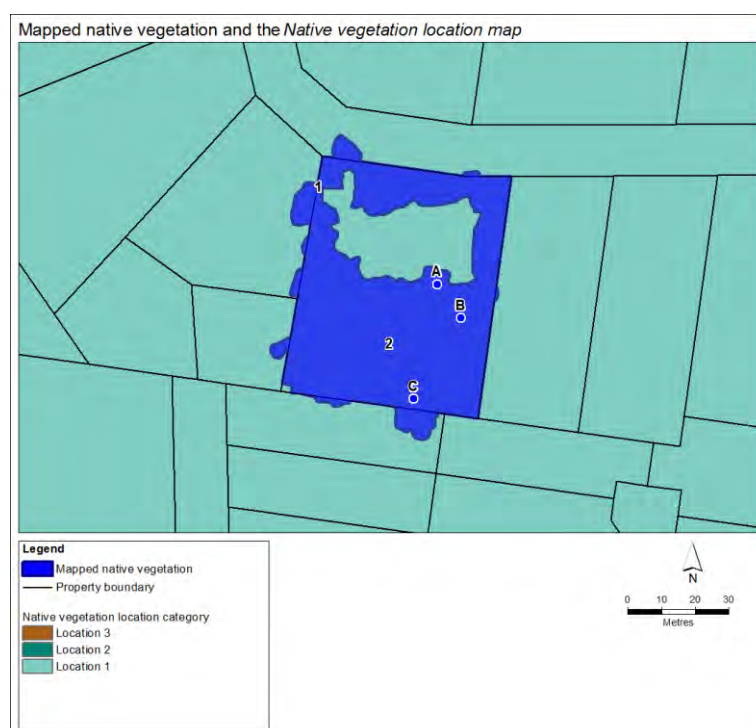 Mapped native vegetation and the Native vegetation location map
1
A
B
2
C
Legend
Mapped native vegetation
Property boundary
Native vegetation location category
Location 3
Location 2
Location 1
N
0 10 20 30
Metres